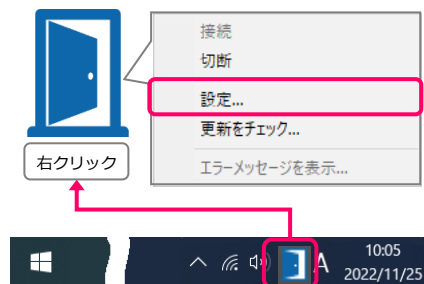 接続
切断
設定...
更新をチェック...
エラーメッセージを表示...
右クリック
A
10:05
2022/11/25